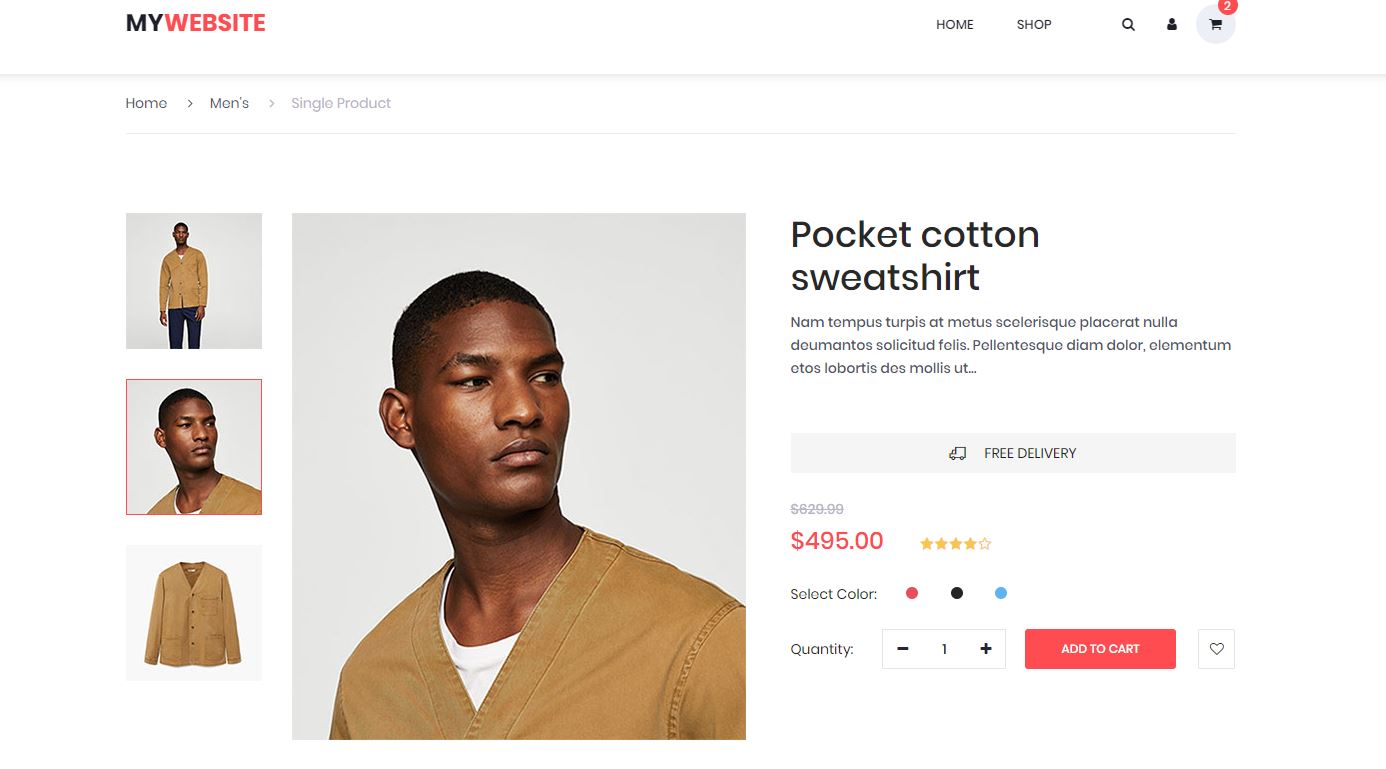 MYWEBSITE
HOME SHOP 2
Home > Men's > Single Product
Pocket cotton
sweatshirt
Nam tempus turpis at metus scelerisque placerat nulla
deumantos solicitud felis. Pellentesque diam dolor, elementum
etos lobortis des mollis ut...
FREE DELIVERY
$629.99
$495.00
Select Color:
Quantity: − 1 + ADD TO CART